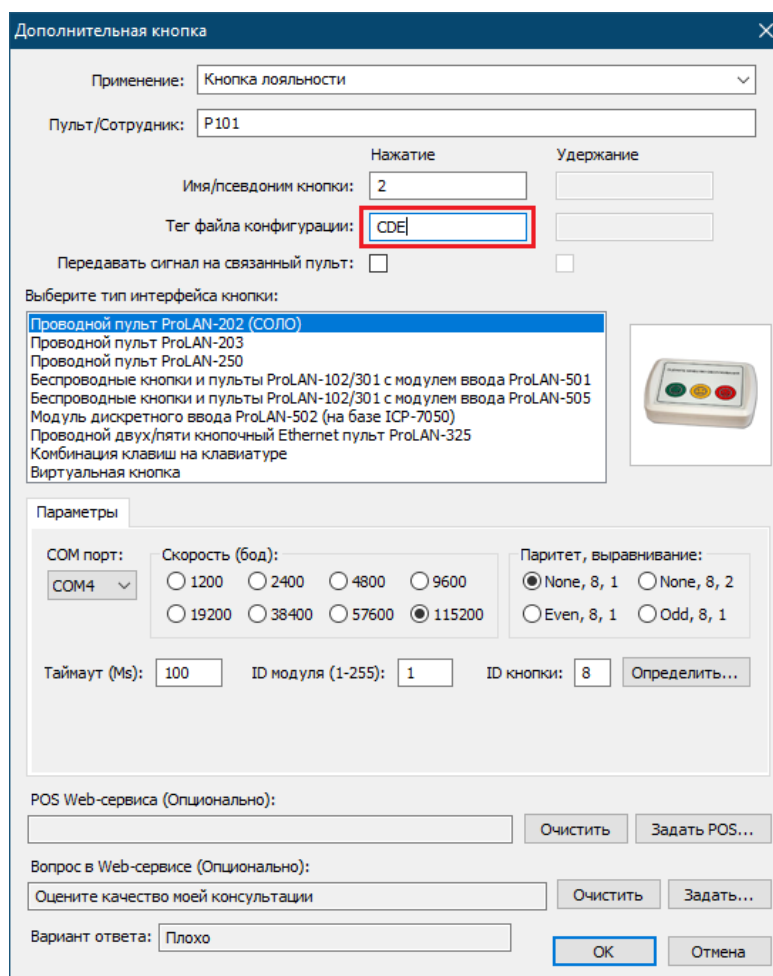 Дополнительная кнопка
Применение: Кнопка лояльности
Пульт/Сотрудник: P101
Нажатие Удержание
Имя/псевдоним кнопки: 2
Тег файла конфигурации: CDE
Передавать сигнал на связанный пульт:
Выберите тип интерфейса кнопки:
Проводной пульт ProLAN-202 (СОЛО)
Проводной пульт ProLAN-203
Проводной пульт ProLAN-250
Беспроводные кнопки и пульты ProLAN-102/301 с модулем ввода ProLAN-501
Беспроводные кнопки и пульты ProLAN-102/301 с модулем ввода ProLAN-505
Модуль дискретного ввода ProLAN-502 (на базе ICP-7050)
Проводной двух/пяти кнопочный Ethernet пульт ProLAN-325
Комбинация клавиш на клавиатуре
Виртуальная кнопка
Параметры
COM порт: Скорость (бод): Паритет, выравнивание:
COM4 1200 2400 4800 9600 None, 8, 1 None, 8, 2
19200 38400 57600 115200 Even, 8, 1 Odd, 8, 1
Таймаут (Ms): 100 ID модуля (1-255): 1 ID кнопки: 8 Определить...
POS Web-сервиса (Опционально):
Очистить Задать POS...
Вопрос в Web-сервисе (Опционально):
Оцените качество моей консультации Очистить Задать...
Вариант ответа: Плохо
OK Отмена